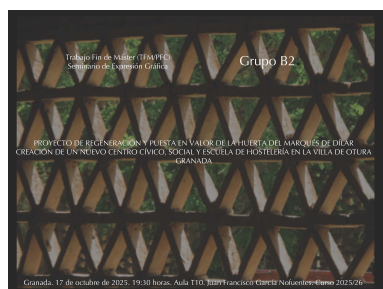 Trabajo Fin de Master (TFM/PFC)
Seminario de Expresión Gráfica
Grupo B2
PROYECTO DE REGENERACIÓN Y PUESTA EN VALOR DE LA HUERTA DEL MARQUÉS DE DÍLAR
CREACIÓN DE UN NUEVO CENTRO CÍVICO, SOCIAL Y ESCUELA DE HOSTELERÍA EN LA VILLA DE OTURA
GRANADA
Granada. 17 de octubre de 2025. 19:30 horas. Aula T10. Juan Francisco García Nofuentes. Curso 2025/26